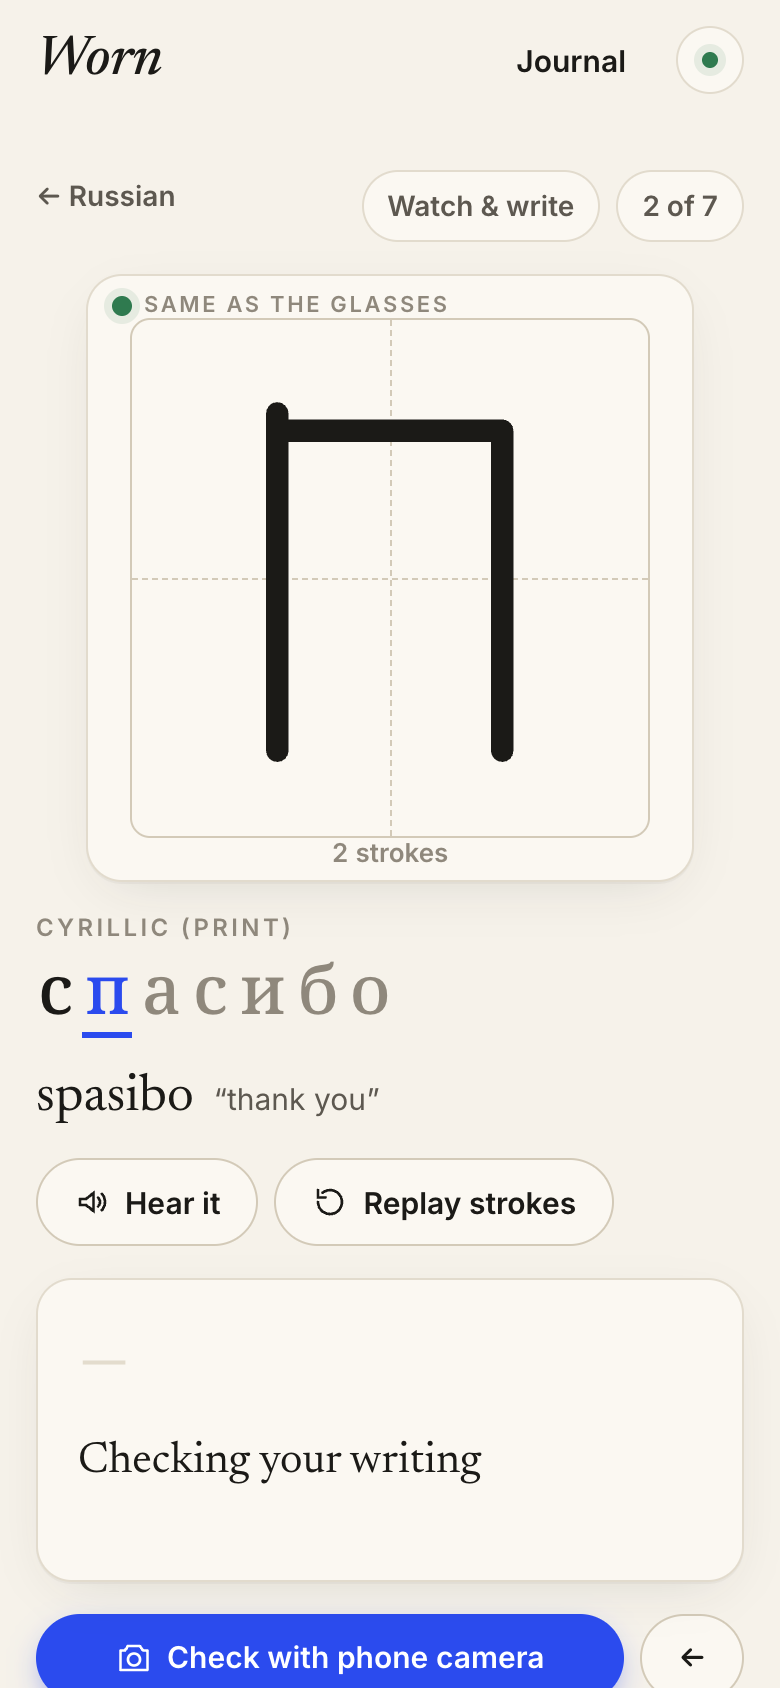 Worn
Journal
← Russian
Watch & write
2 of 7
SAME AS THE GLASSES
П
2 strokes
CYRILLIC (PRINT)
спасибо
spasibo “thank you”
Hear it
Replay strokes
—
Checking your writing
Check with phone camera
←